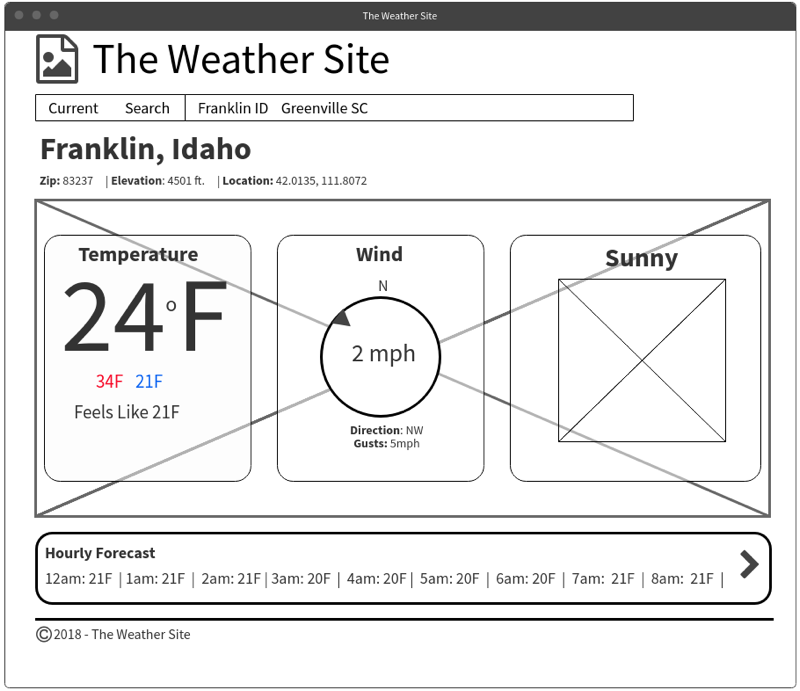 The Weather Site
The Weather Site
Current Search Franklin ID Greenville SC
Franklin, Idaho
Zip: 83237 | Elevation: 4501 ft. | Location: 42.0135, 111.8072
Temperature
24°F
34F 21F
Feels Like 21F
Wind
N
2 mph
Direction: NW
Gusts: 5mph
Sunny
Hourly Forecast
12am: 21F | 1am: 21F | 2am: 21F | 3am: 20F | 4am: 20F | 5am: 20F | 6am: 20F | 7am: 21F | 8am: 21F |
©2018 - The Weather Site